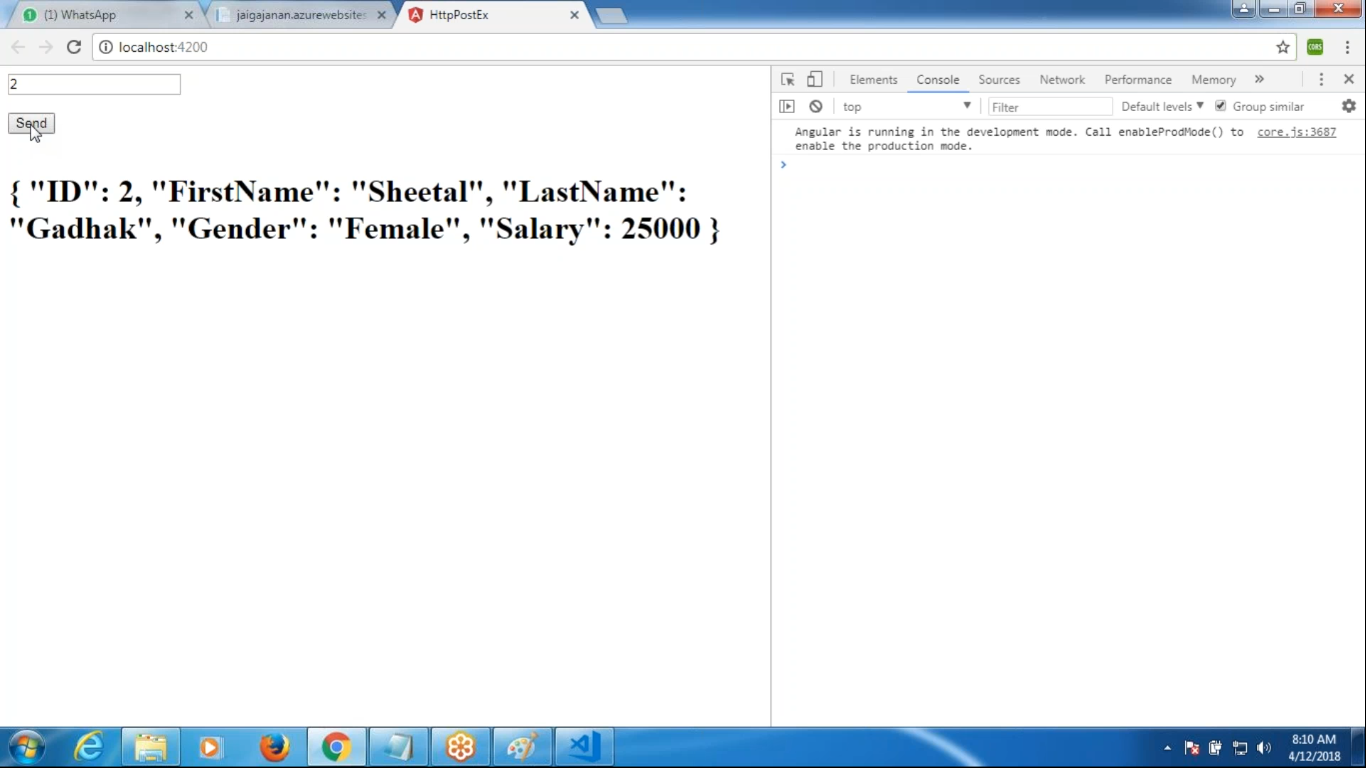 (1) WhatsApp
jaigajanan.azurewebsites
HttpPostEx
localhost:4200
CORS
2
Send
{ "ID": 2, "FirstName": "Sheetal", "LastName":
"Gadhak", "Gender": "Female", "Salary": 25000 }
Elements Console Sources Network Performance Memory
top Filter Default levels Group similar
Angular is running in the development mode. Call enableProdMode() to core.js:3687
enable the production mode.
8:10 AM
4/12/2018